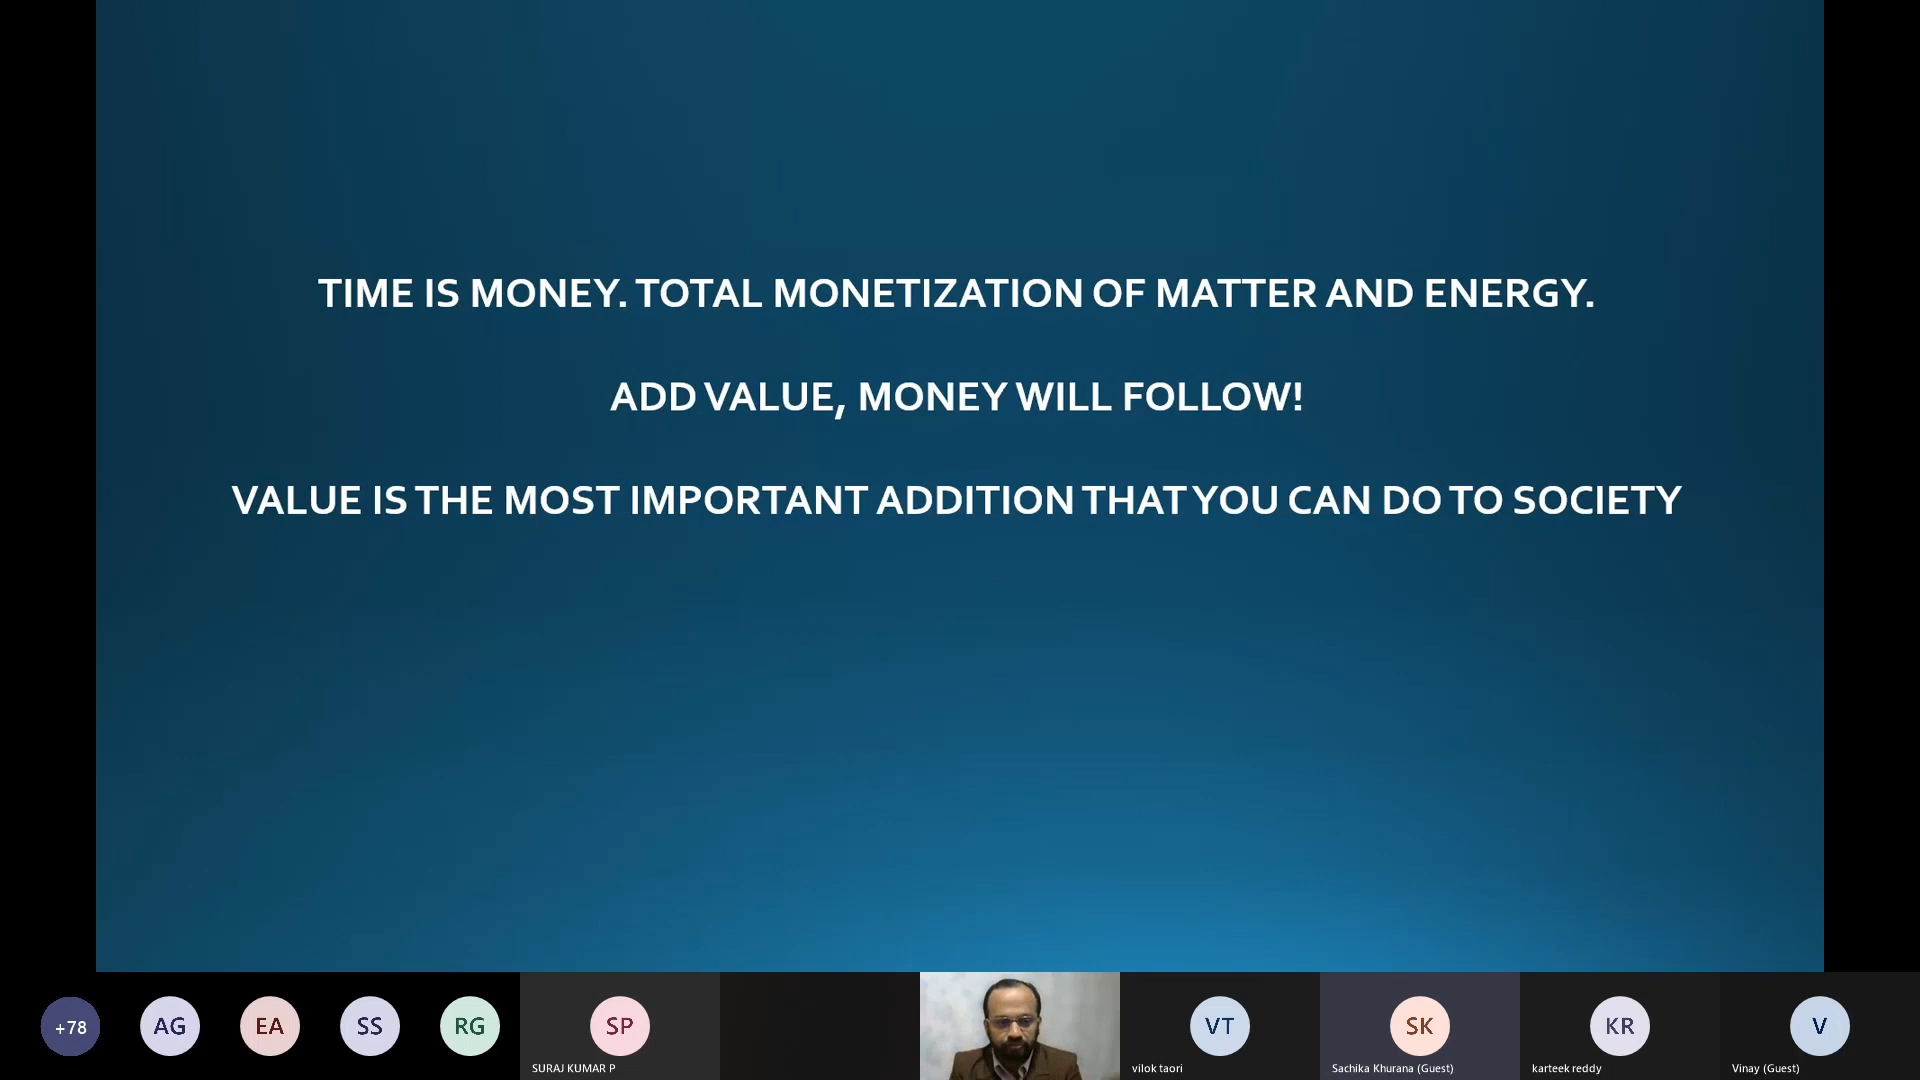 TIME IS MONEY. TOTAL MONETIZATION OF MATTER AND ENERGY.
ADD VALUE, MONEY WILL FOLLOW!
VALUE IS THE MOST IMPORTANT ADDITION THAT YOU CAN DO TO SOCIETY
+78
AG
EA
SS
RG
SP
VT
SK
KR
V
SURAJ KUMAR P
vilok taori
Sachika Khurana (Guest)
karteek reddy
Vinay (Guest)